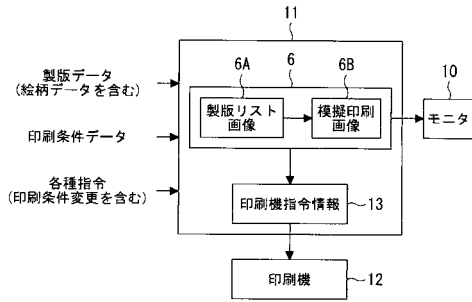 11
6
6A
6B
10
製版データ
(絵柄データを含む)
製版リスト
画像
模擬印刷
画像
モニタ
印刷条件データ
各種指令
(印刷条件変更を含む)
印刷機指令情報
13
印刷機
12